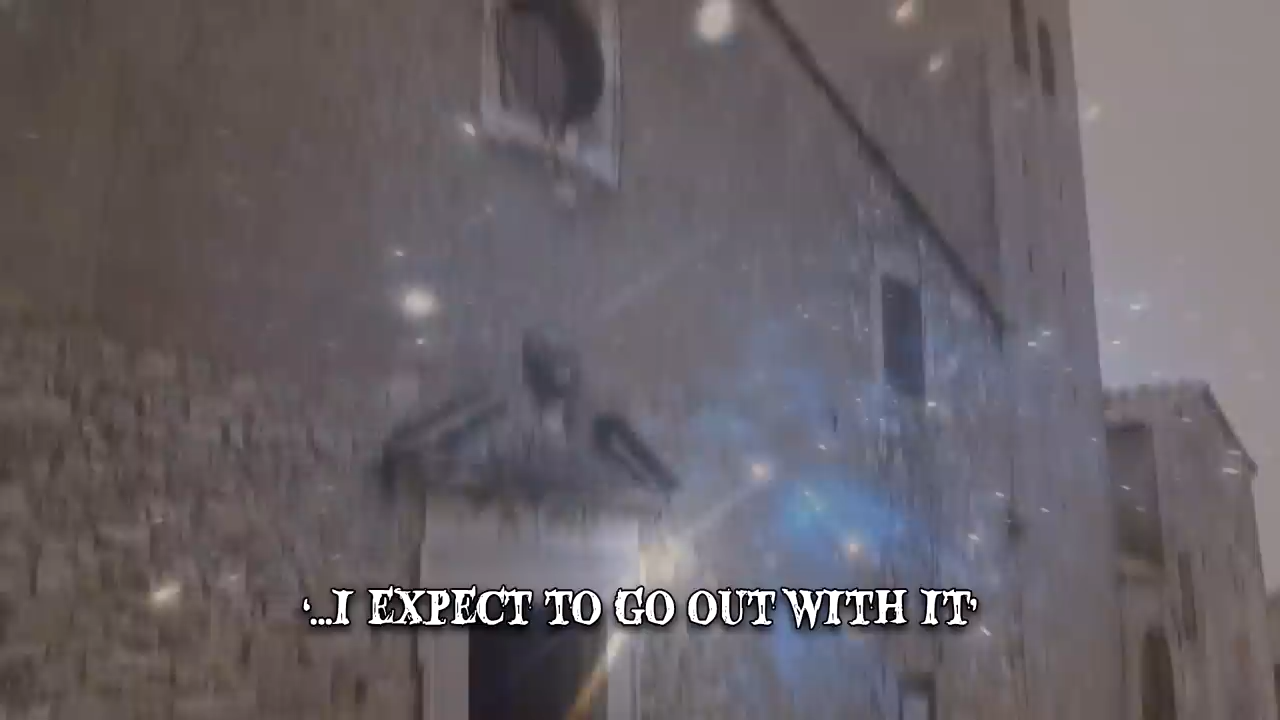 ‘...I EXPECT TO GO OUT WITH IT’